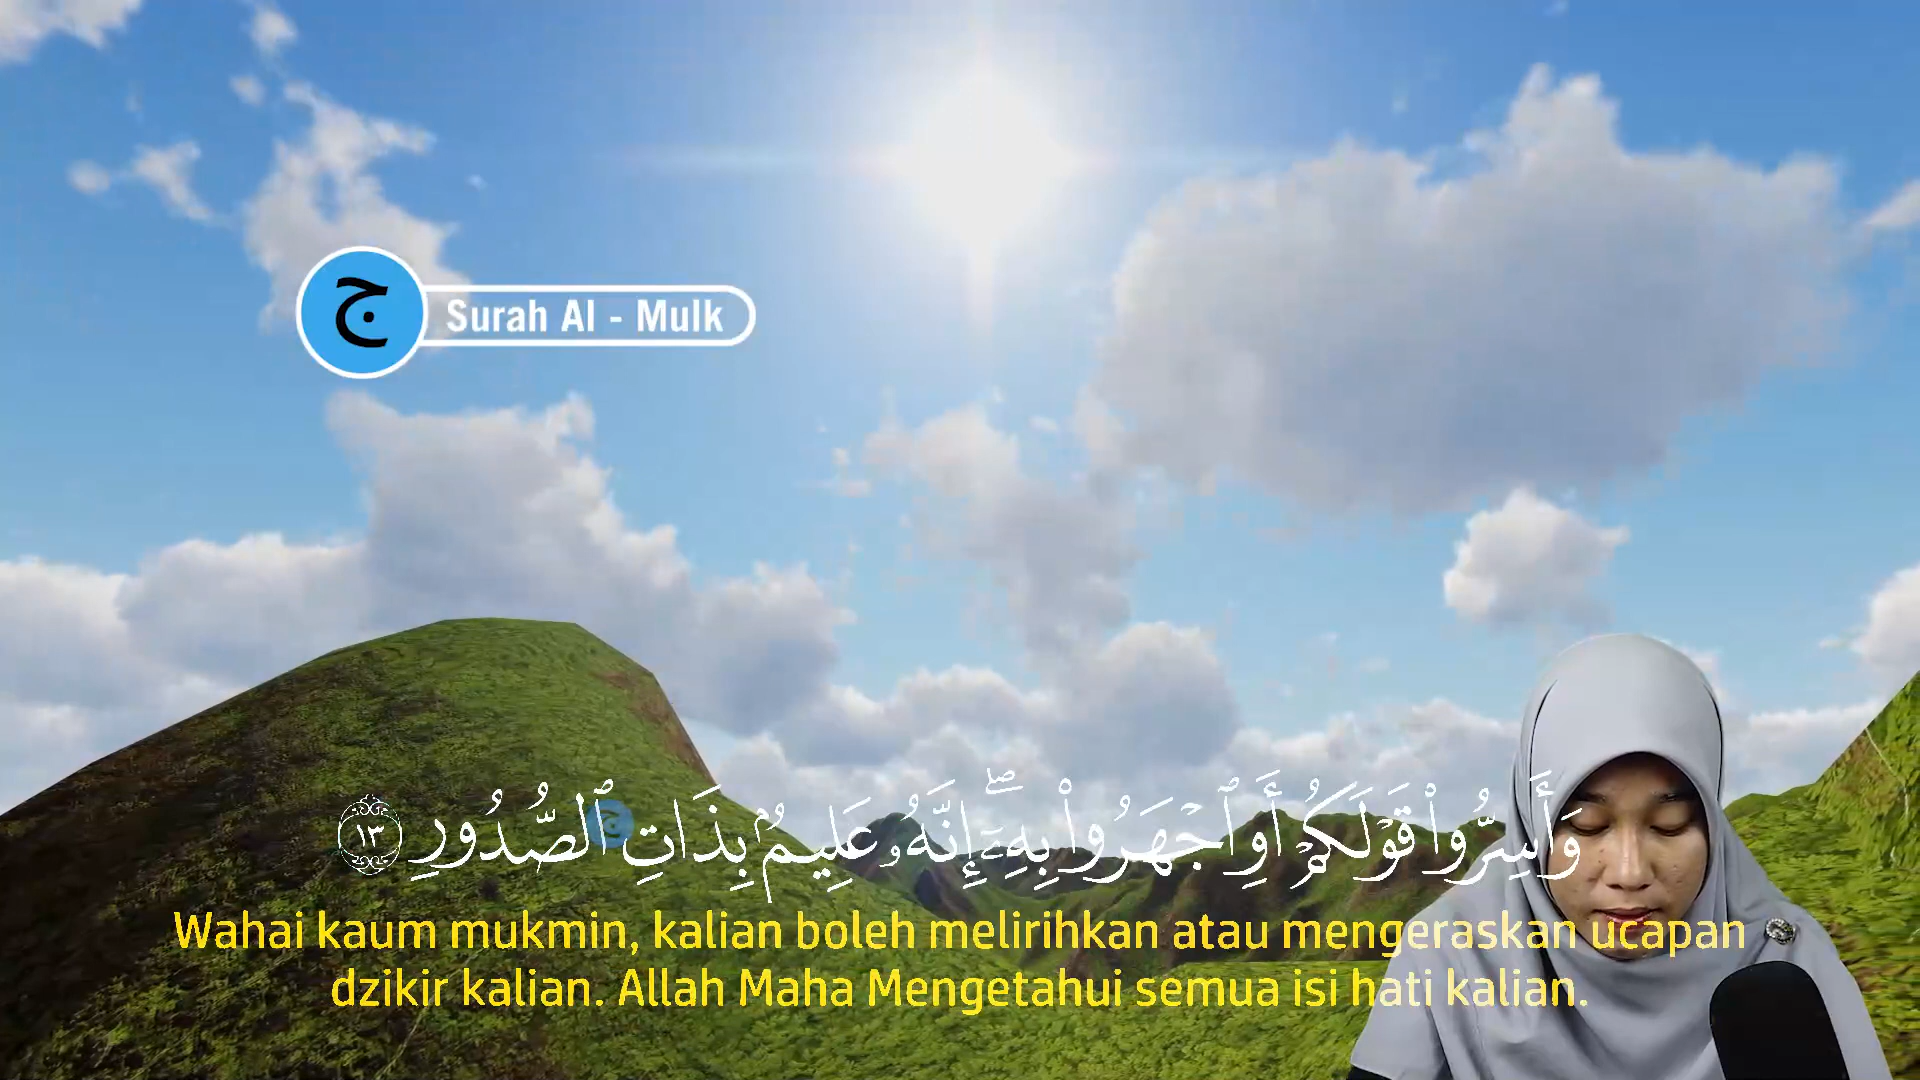 ج
Surah Al - Mulk
وَأَسِرُّوا۟ قَوْلَكُمْ أَوِ ٱجْهَرُوا۟ بِهِۦٓ ۖ إِنَّهُۥ عَلِيمٌۢ بِذَاتِ ٱلصُّدُورِ ١٣
ج
Wahai kaum mukmin, kalian boleh melirihkan atau mengeraskan ucapan
dzikir kalian. Allah Maha Mengetahui semua isi hati kalian.